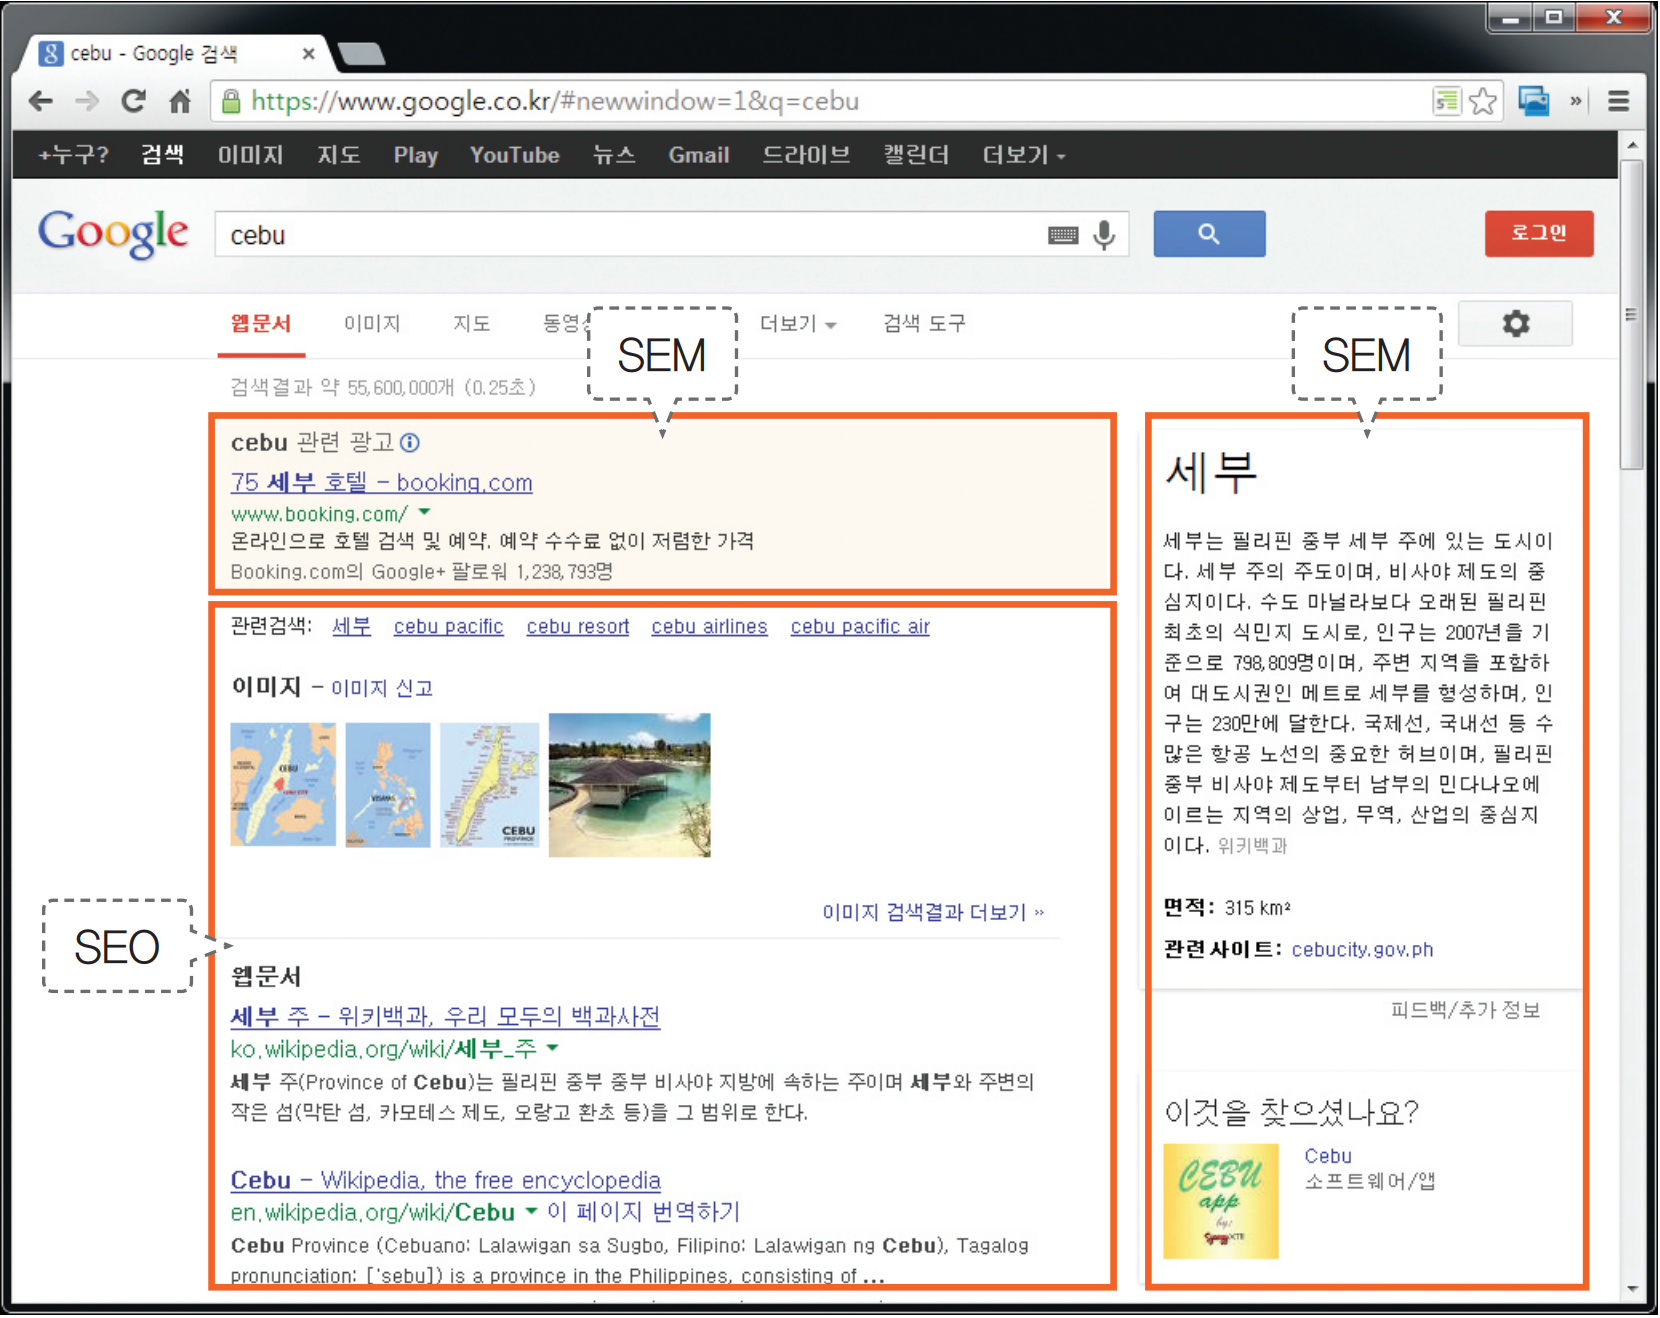 cebu - Google 검색
https://www.google.co.kr/#newwindow=1&q=cebu
+누구? 검색 이미지 지도 Play YouTube 뉴스 Gmail 드라이브 캘린더 더보기
Google cebu 로그인
웹문서 이미지 지도 더보기 검색 도구
SEM
SEM
검색결과 약 55,600,000개 (0.25초)
cebu 관련 광고
75 세부 호텔 - booking.com
www.booking.com/
온라인으로 호텔 검색 및 예약. 예약 수수료 없이 저렴한 가격
Booking.com의 Google+ 팔로워 1,238,793명
관련검색: 세부 cebu pacific cebu resort cebu airlines cebu pacific air
이미지 - 이미지 신고
CEBU
VISAYAS
CEBU
PROVINCE
이미지 검색결과 더보기 »
SEO
웹문서
세부 주 - 위키백과, 우리 모두의 백과사전
ko.wikipedia.org/wiki/세부_주
세부 주(Province of Cebu)는 필리핀 중부 중부 비사야 지방에 속하는 주이며 세부와 주변의
작은 섬(막탄 섬, 카모테스 제도, 오랑고 환초 등)을 그 범위로 한다.
Cebu - Wikipedia, the free encyclopedia
en.wikipedia.org/wiki/Cebu 이 페이지 번역하기
Cebu Province (Cebuano: Lalawigan sa Sugbo, Filipino: Lalawigan ng Cebu), Tagalog
pronunciation: ['sebu]) is a province in the Philippines, consisting of ...
세부
세부는 필리핀 중부 세부 주에 있는 도시이
다. 세부 주의 주도이며, 비사야 제도의 중
심지이다. 수도 마닐라보다 오래된 필리핀
최초의 식민지 도시로, 인구는 2007년을 기
준으로 798,809명이며, 주변 지역을 포함하
여 대도시권인 메트로 세부를 형성하며, 인
구는 230만에 달한다. 국제선, 국내선 등 수
많은 항공 노선의 중요한 허브이며, 필리핀
중부 비사야 제도부터 남부의 민다나오에
이르는 지역의 상업, 무역, 산업의 중심지
이다. 위키백과
면적: 315 km²
관련사이트: cebucity.gov.ph
피드백/추가 정보
이것을 찾으셨나요?
CEBU
app
by:
Cebu
소프트웨어/앱